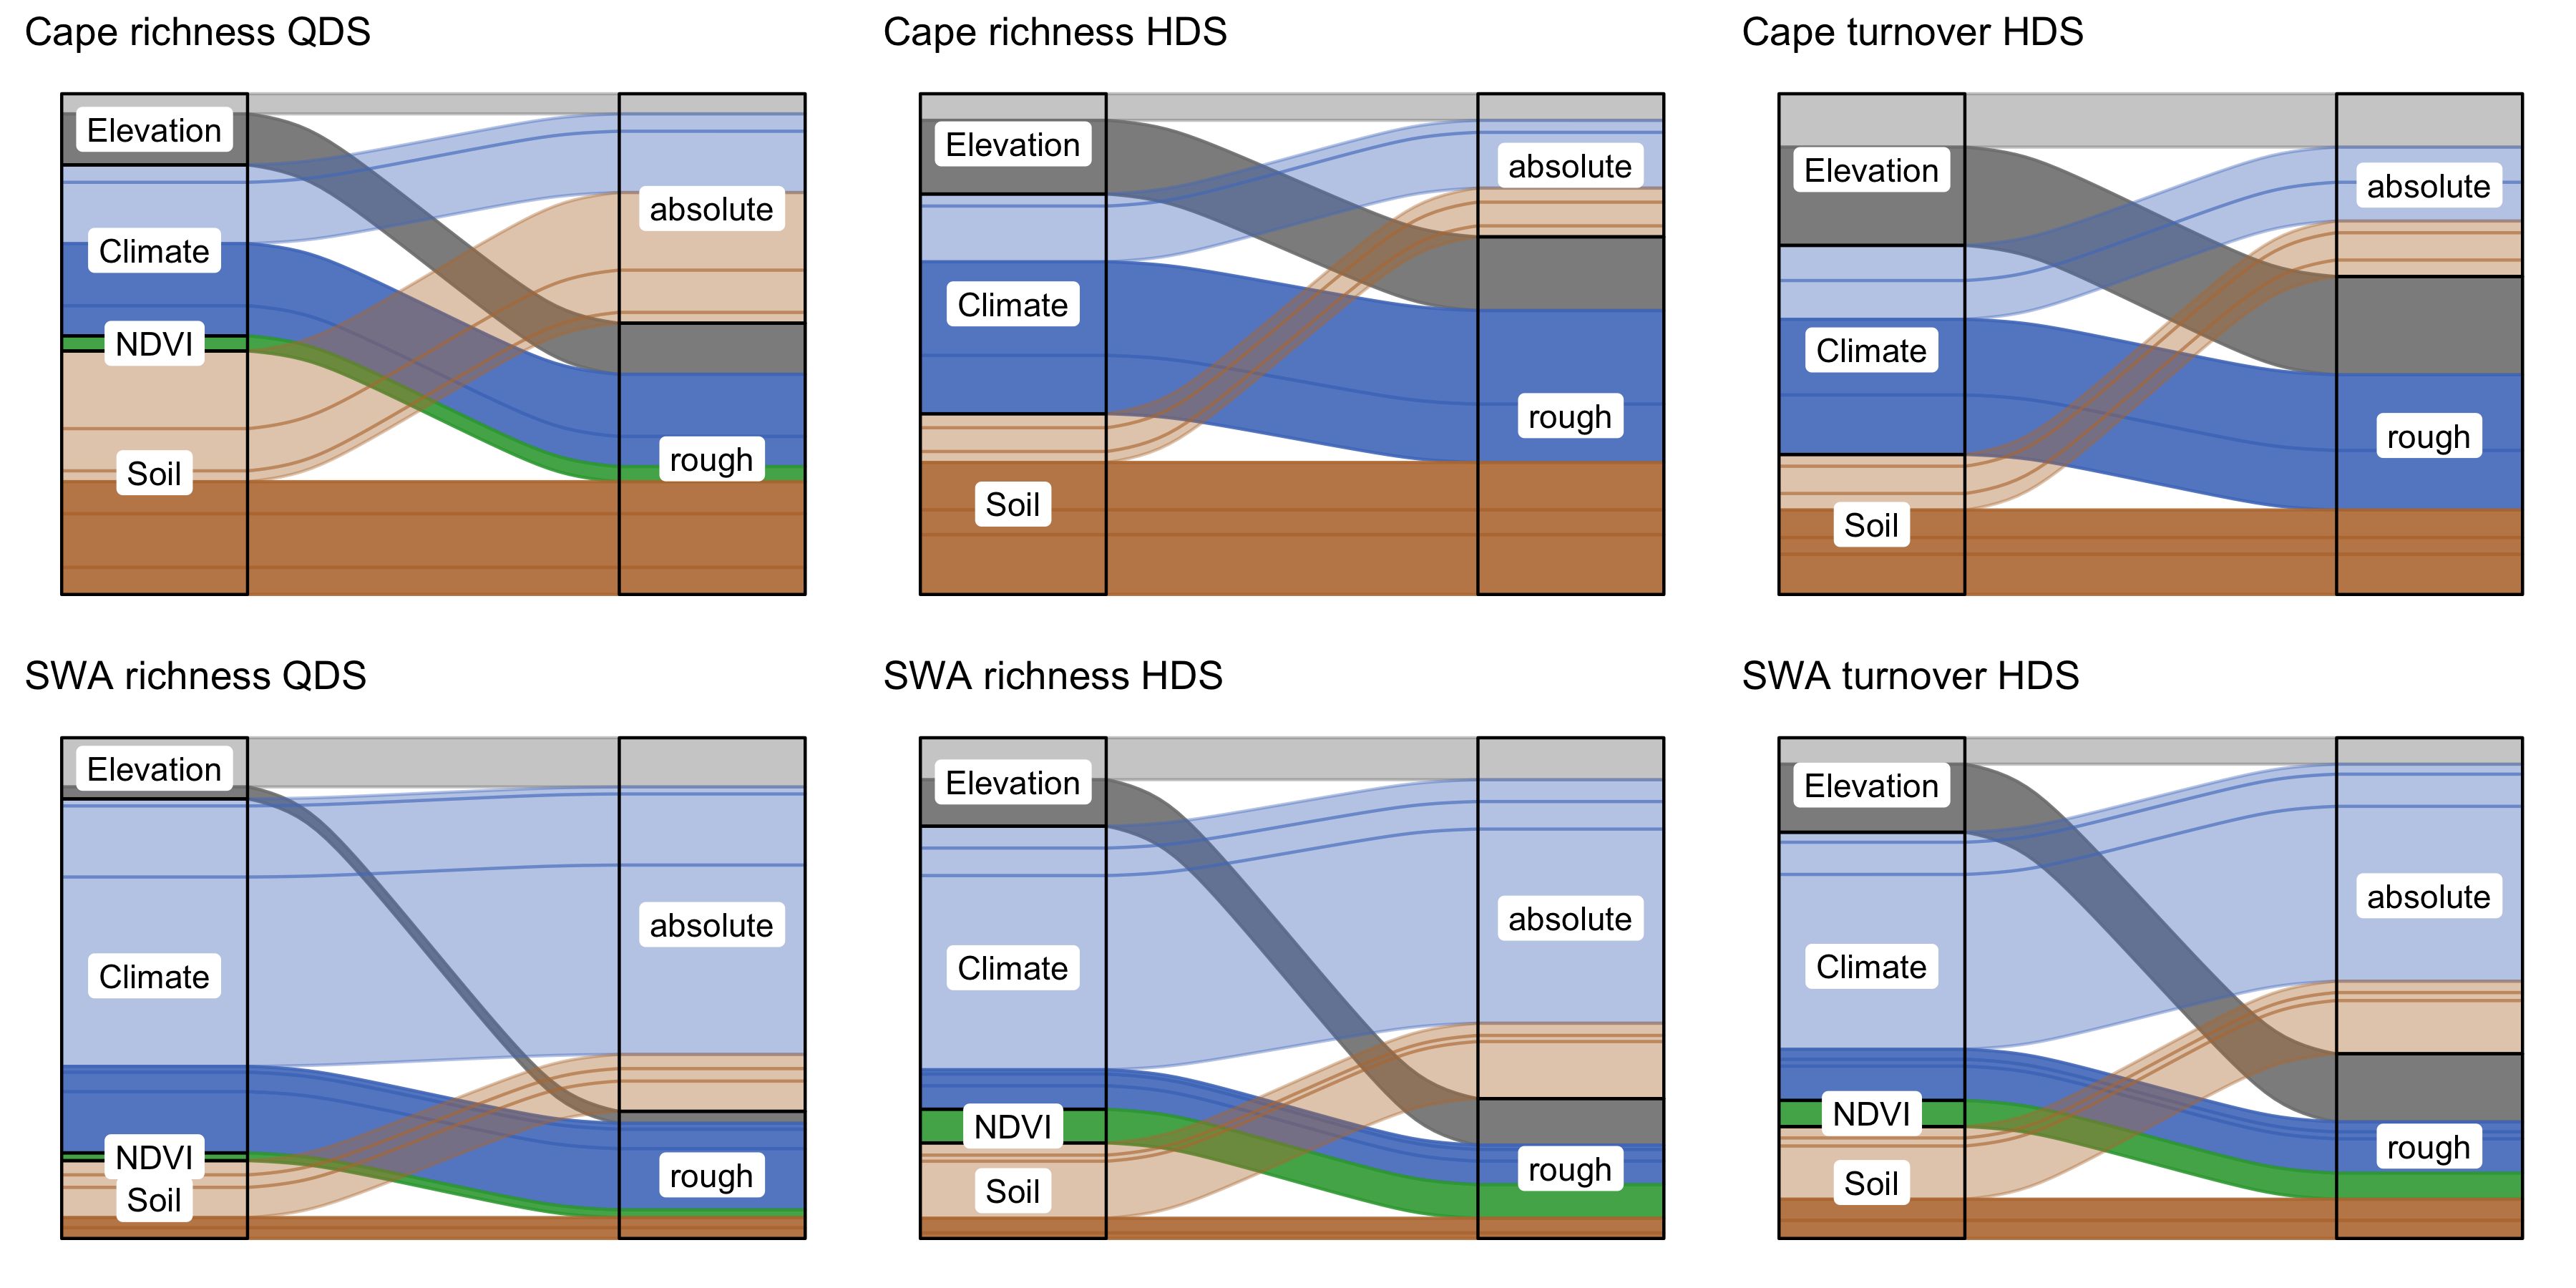 Cape richness QDS
Elevation
Climate
NDVI
Soil
absolute
rough
Cape richness HDS
Elevation
Climate
Soil
absolute
rough
Cape turnover HDS
Elevation
Climate
Soil
absolute
rough
SWA richness QDS
Elevation
Climate
NDVI
Soil
absolute
rough
SWA richness HDS
Elevation
Climate
NDVI
Soil
absolute
rough
SWA turnover HDS
Elevation
Climate
NDVI
Soil
absolute
rough